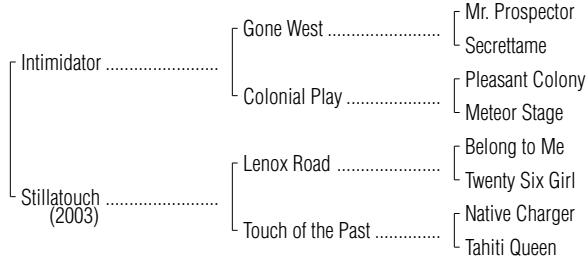 Mr. Prospector
Gone West ......................
Secrettame
Intimidator ........................
Pleasant Colony
Colonial Play ....................
Meteor Stage
Belong to Me
Lenox Road ......................
Twenty Six Girl
Stillatouch ........................
(2003)
Native Charger
Touch of the Past ...............
Tahiti Queen